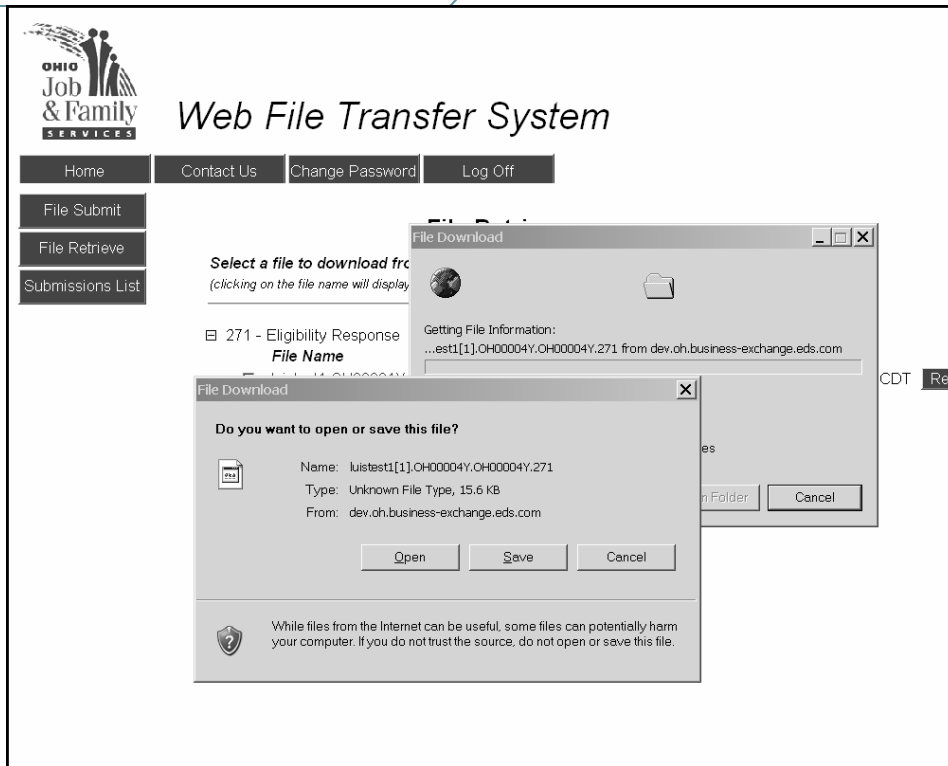 OHIO
Job
& Family
SERVICES
Web File Transfer System
Home
Contact Us
Change Password
Log Off
File Submit
File Retrieve
Submissions List
Select a file to download
(clicking on the file name will display
271 - Eligibility Response
File Name
CDT
File Download
Getting File Information:
...est1[1].OH00004Y.OH00004Y.271 from dev.oh.business-exchange.eds.com
Folder
Cancel
File Download
Do you want to open or save this file?
Name: luistest1[1].OH00004Y.OH00004Y.271
Type: Unknown File Type, 15.6 KB
From: dev.oh.business-exchange.eds.com
Open
Save
Cancel
While files from the Internet can be useful, some files can potentially harm
your computer. If you do not trust the source, do not open or save this file.